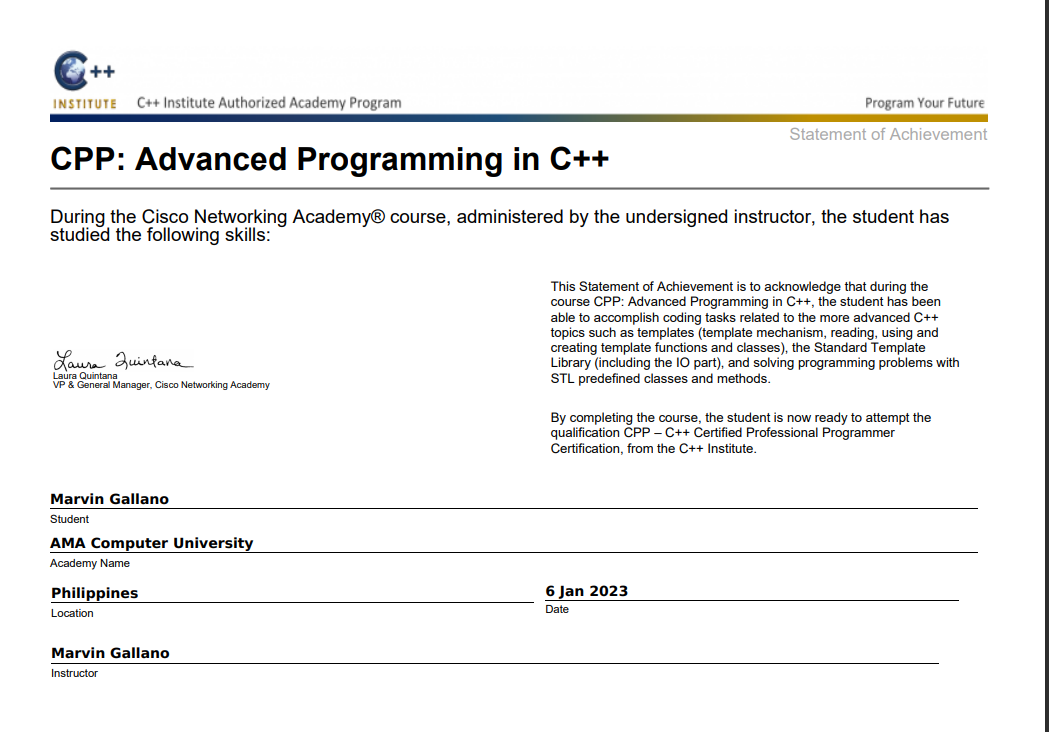 C++
INSTITUTE
C++ Institute Authorized Academy Program
Program Your Future
Statement of Achievement
CPP: Advanced Programming in C++
During the Cisco Networking Academy® course, administered by the undersigned instructor, the student has
studied the following skills:
This Statement of Achievement is to acknowledge that during the
course CPP: Advanced Programming in C++, the student has been
able to accomplish coding tasks related to the more advanced C++
topics such as templates (template mechanism, reading, using and
creating template functions and classes), the Standard Template
Library (including the IO part), and solving programming problems with
STL predefined classes and methods.
By completing the course, the student is now ready to attempt the
qualification CPP – C++ Certified Professional Programmer
Certification, from the C++ Institute.
Laura Quintana
Laura Quintana
VP & General Manager, Cisco Networking Academy
Marvin Gallano
Student
AMA Computer University
Academy Name
Philippines
Location
6 Jan 2023
Date
Marvin Gallano
Instructor